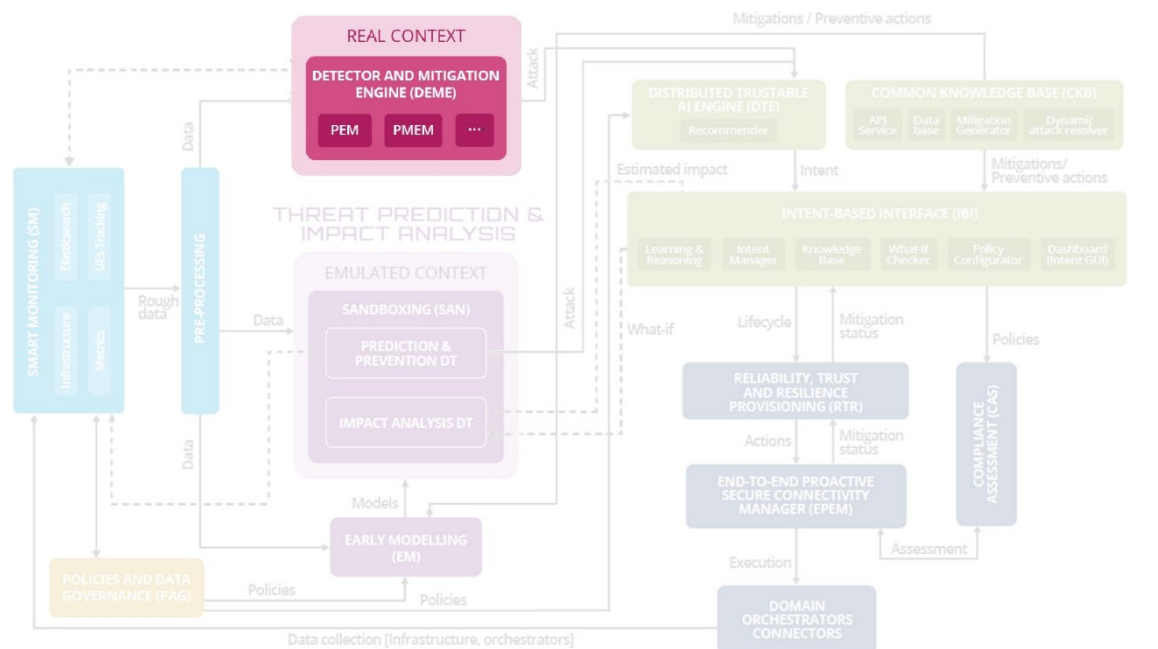 Mitigations / Preventive actions
REAL CONTEXT
DETECTOR AND MITIGATION
ENGINE (DEME)
PEM
PMEM
...
Attack
Data
DISTRIBUTED TRUSTABLE
AI ENGINE (DTE)
Recommender
COMMON KNOWLEDGE BASE (CKB)
API
Service
Data
base
Mitigation
Generator
Dynamic
attack resolver
Estimated impact
Intent
Mitigations/
Preventive actions
SMART MONITORING (SM)
Elasticsearch
UEs Tracking
Infrastructure
Metrics
Rough
data
PRE-PROCESSING
THREAT PREDICTION &
IMPACT ANALYSIS
EMULATED CONTEXT
SANDBOXING (SAN)
PREDICTION &
PREVENTION DT
IMPACT ANALYSIS DT
Data
Attack
What-if
INTENT-BASED INTERFACE (IBI)
Learning &
Reasoning
Intent
Manager
Knowledge
Base
What-If
Checker
Policy
Configurator
Dashboard
(Intent GUI)
Lifecycle
Mitigation
status
Policies
RELIABILITY, TRUST
AND RESILIENCE
PROVISIONING (RTR)
COMPLIANCE
ASSESSMENT (CAS)
Actions
Mitigation
status
END-TO-END PROACTIVE
SECURE CONNECTIVITY
MANAGER (EPEM)
Data
Models
EARLY MODELLING
(EM)
Assessment
Execution
POLICIES AND DATA
GOVERNANCE (PAG)
Policies
Policies
DOMAIN
ORCHESTRATORS
CONNECTORS
Data collection [Infrastructure, orchestrators]